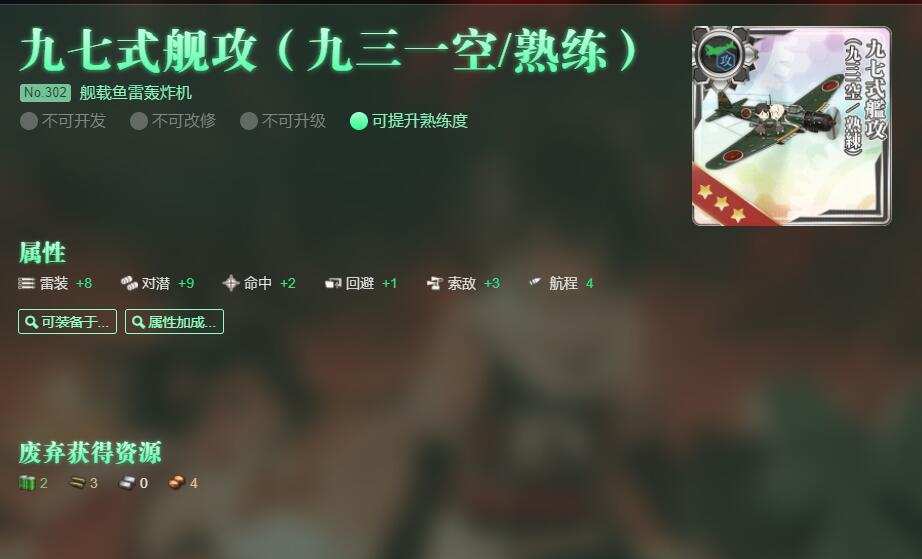 九七式舰攻（九三一空/熟练）
No.302 舰载鱼雷轰炸机
不可开发 不可改修 不可升级 可提升熟练度
攻
九七式艦攻
（九三一空／熟練）
属性
雷装 +8 对潜 +9 命中 +2 回避 +1 索敌 +3 航程 4
可装备于... 属性加成...
废弃获得资源
2 3 0 4